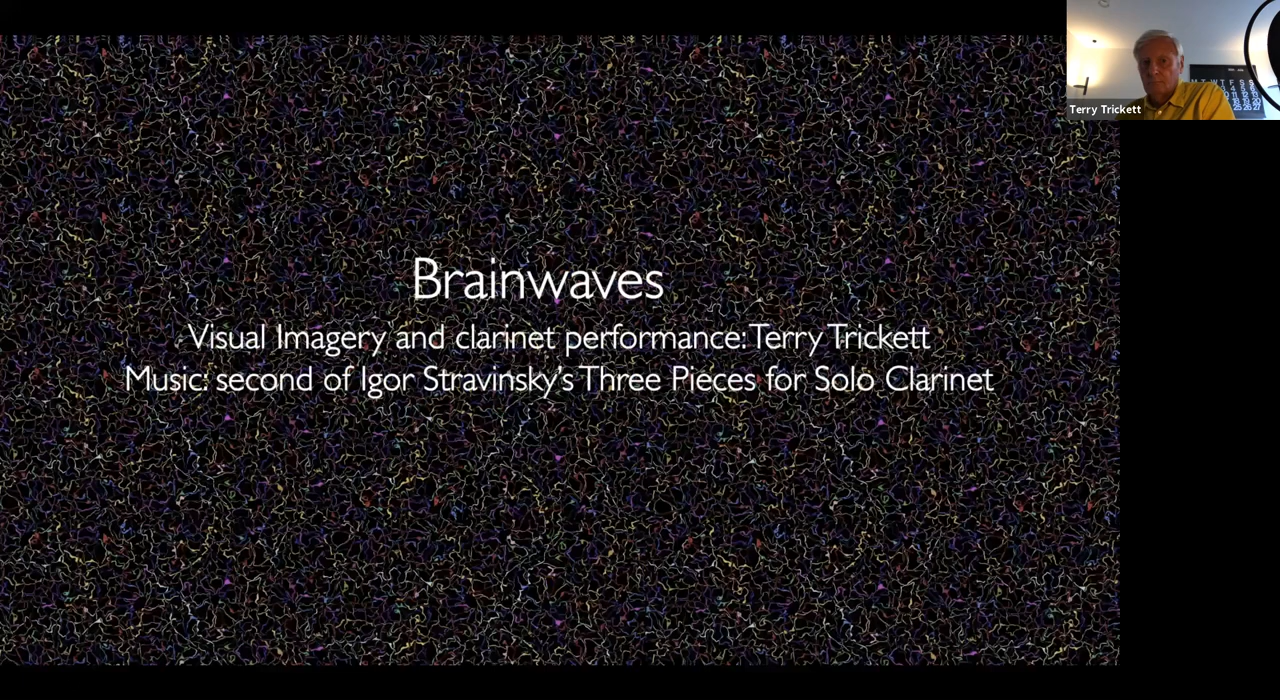 Brainwaves
Visual Imagery and clarinet performance: Terry Trickett
Music: second of Igor Stravinsky's Three Pieces for Solo Clarinet
Terry Trickett
M T W T F S S